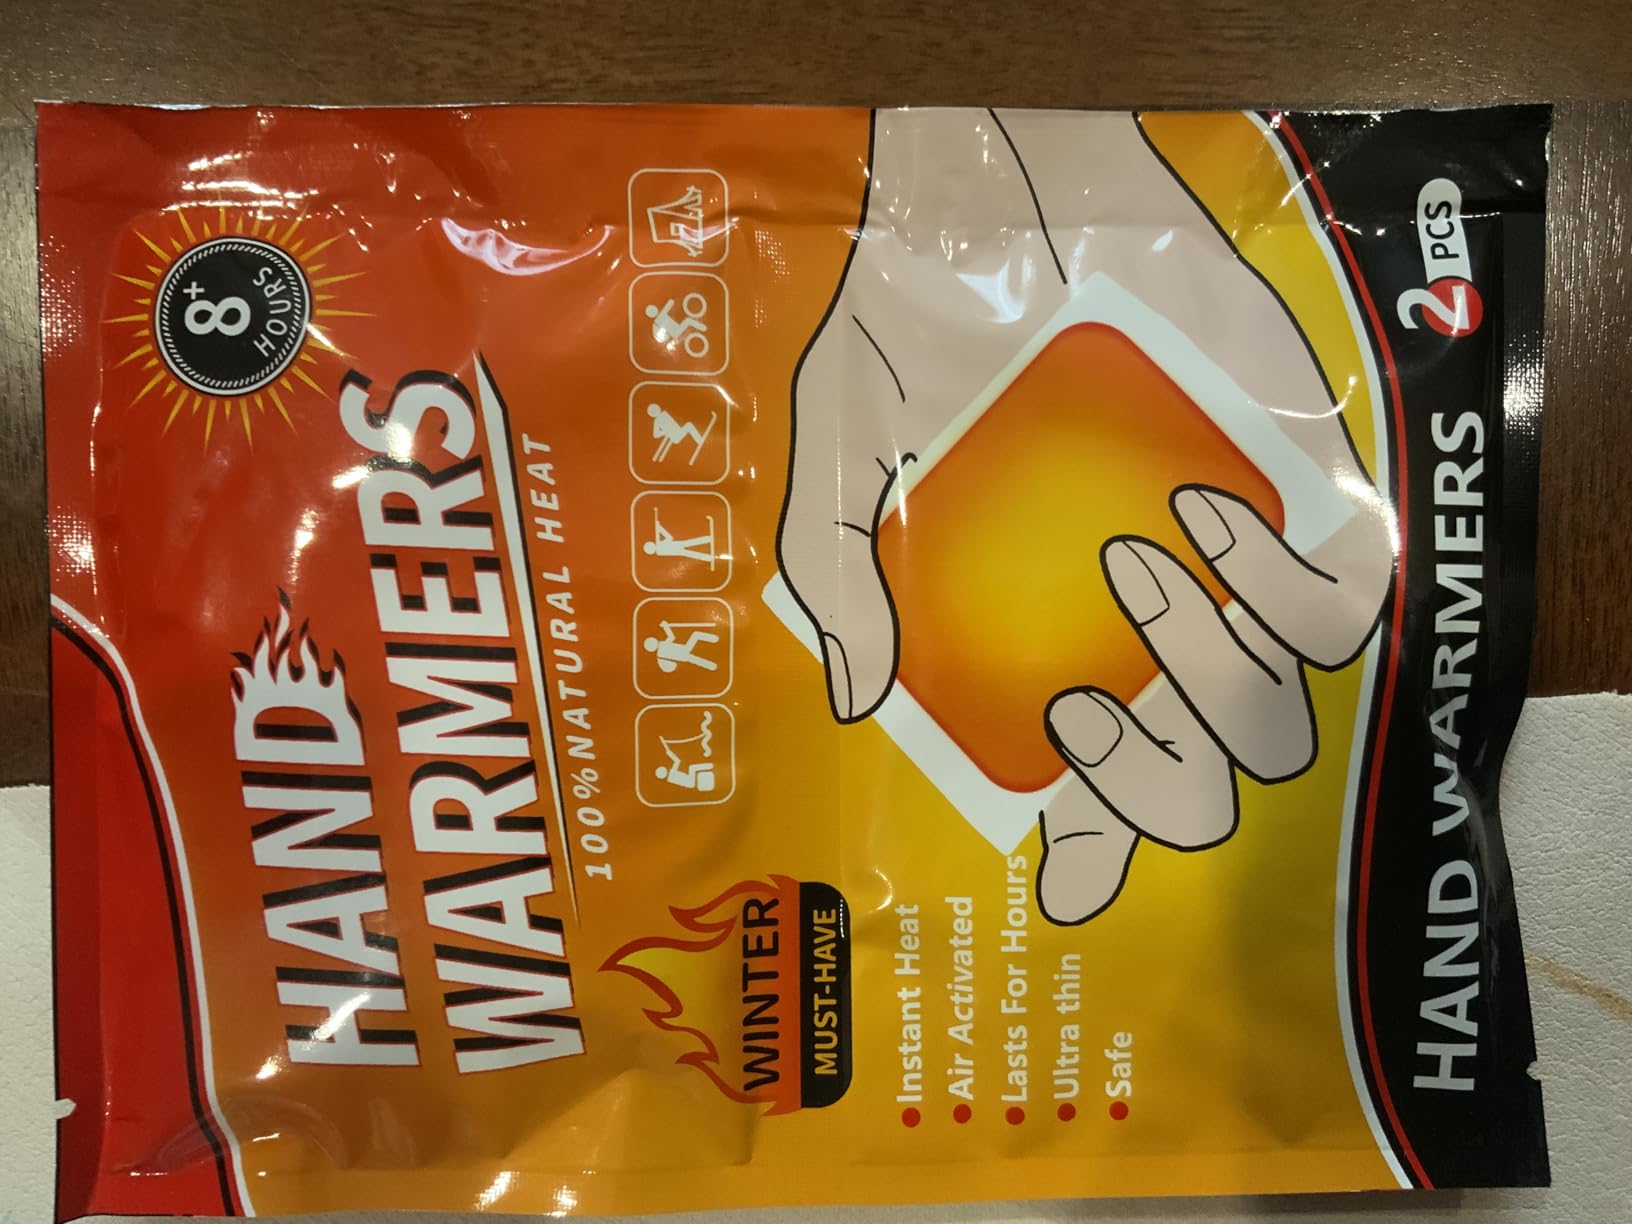 8+
HOURS
HAND
WARMERS
100%NATURAL HEAT
WINTER
MUST-HAVE
Instant Heat
Air Activated
Lasts For Hours
Ultra thin
Safe
HAND WARMERS 2 PCS